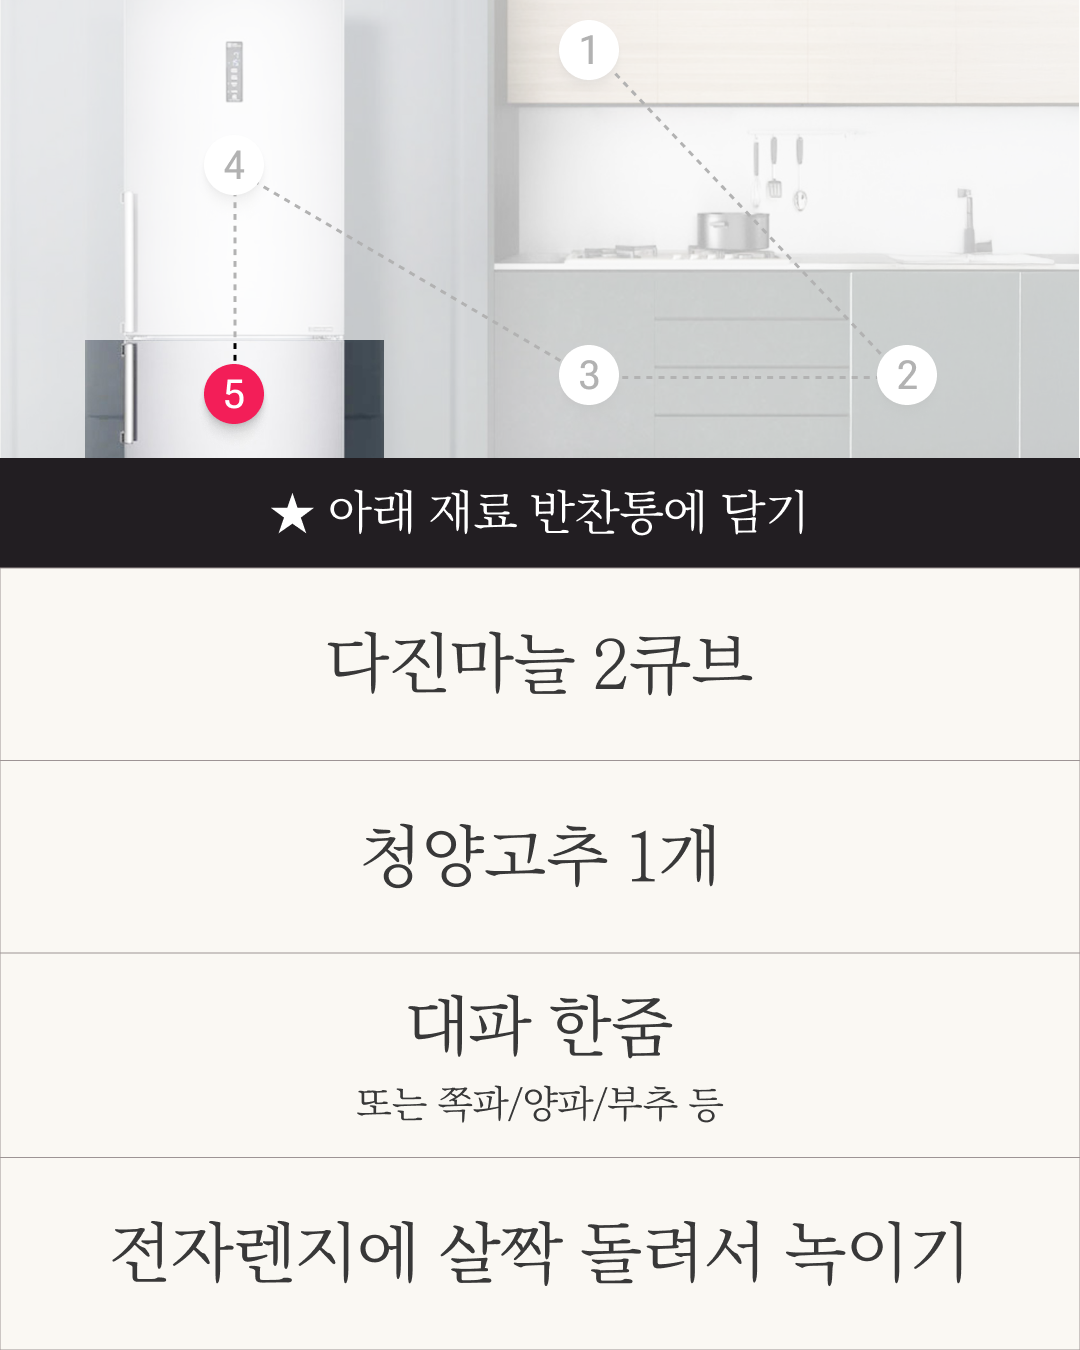 1
4
3
2
5
★ 아래 재료 반찬통에 담기
다진마늘 2큐브
청양고추 1개
대파 한줌
또는 쪽파/양파/부추 등
전자렌지에 살짝 돌려서 녹이기